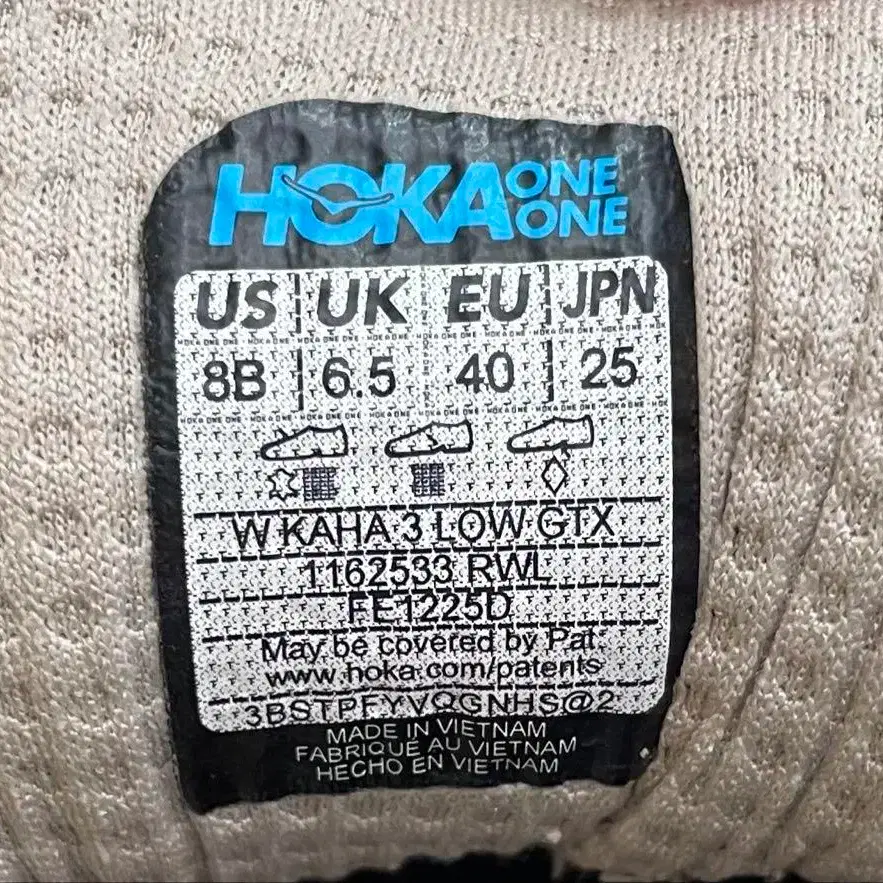 HOKA ONE ONE
US UK EU JPN
8B 6.5 40 25
W KAHA 3 LOW GTX
1162533 RWL
FE1225D
May be covered by Pat.
www.hoka.com/patents
3BSTPFYVQGNHS@2
MADE IN VIETNAM
FABRIQUÉ AU VIETNAM
HECHO EN VIETNAM